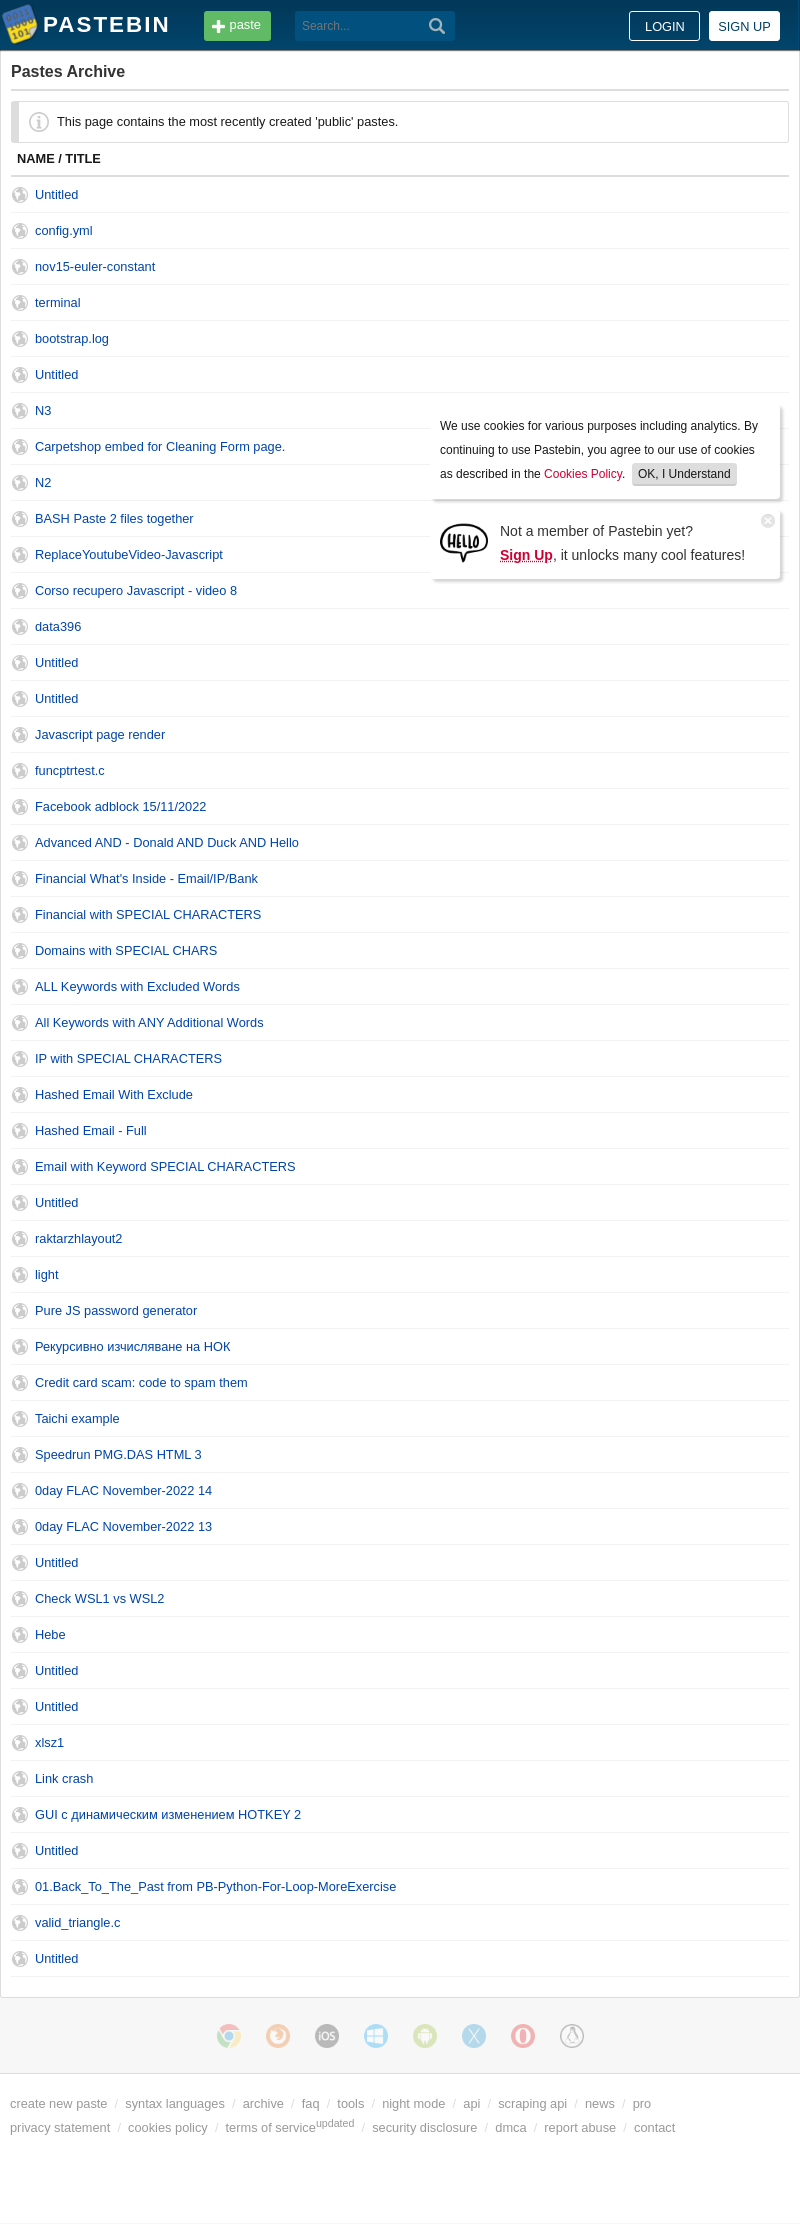 PASTEBIN
paste
Search...
LOGIN
SIGN UP
Pastes Archive
This page contains the most recently created 'public' pastes.
NAME / TITLE
Untitled
config.yml
nov15-euler-constant
terminal
bootstrap.log
Untitled
N3
Carpetshop embed for Cleaning Form page.
N2
BASH Paste 2 files together
ReplaceYoutubeVideo-Javascript
Corso recupero Javascript - video 8
We use cookies for various purposes including analytics. By
continuing to use Pastebin, you agree to our use of cookies
as described in the Cookies Policy. OK, I Understand
HELLO
Not a member of Pastebin yet?
Sign Up, it unlocks many cool features!
data396
Untitled
Untitled
Javascript page render
funcptrtest.c
Facebook adblock 15/11/2022
Advanced AND - Donald AND Duck AND Hello
Financial What's Inside - Email/IP/Bank
Financial with SPECIAL CHARACTERS
Domains with SPECIAL CHARS
ALL Keywords with Excluded Words
All Keywords with ANY Additional Words
IP with SPECIAL CHARACTERS
Hashed Email With Exclude
Hashed Email - Full
Email with Keyword SPECIAL CHARACTERS
Untitled
raktarzhlayout2
light
Pure JS password generator
Рекурсивно изчисляване на НОК
Credit card scam: code to spam them
Taichi example
Speedrun PMG.DAS HTML 3
0day FLAC November-2022 14
0day FLAC November-2022 13
Untitled
Check WSL1 vs WSL2
Hebe
Untitled
Untitled
xlsz1
Link crash
GUI с динамическим изменением HOTKEY 2
Untitled
01.Back_To_The_Past from PB-Python-For-Loop-MoreExercise
valid_triangle.c
Untitled
iOS
create new paste / syntax languages / archive / faq / tools / night mode / api / scraping api / news / pro
privacy statement / cookies policy / terms of serviceupdated / security disclosure / dmca / report abuse / contact